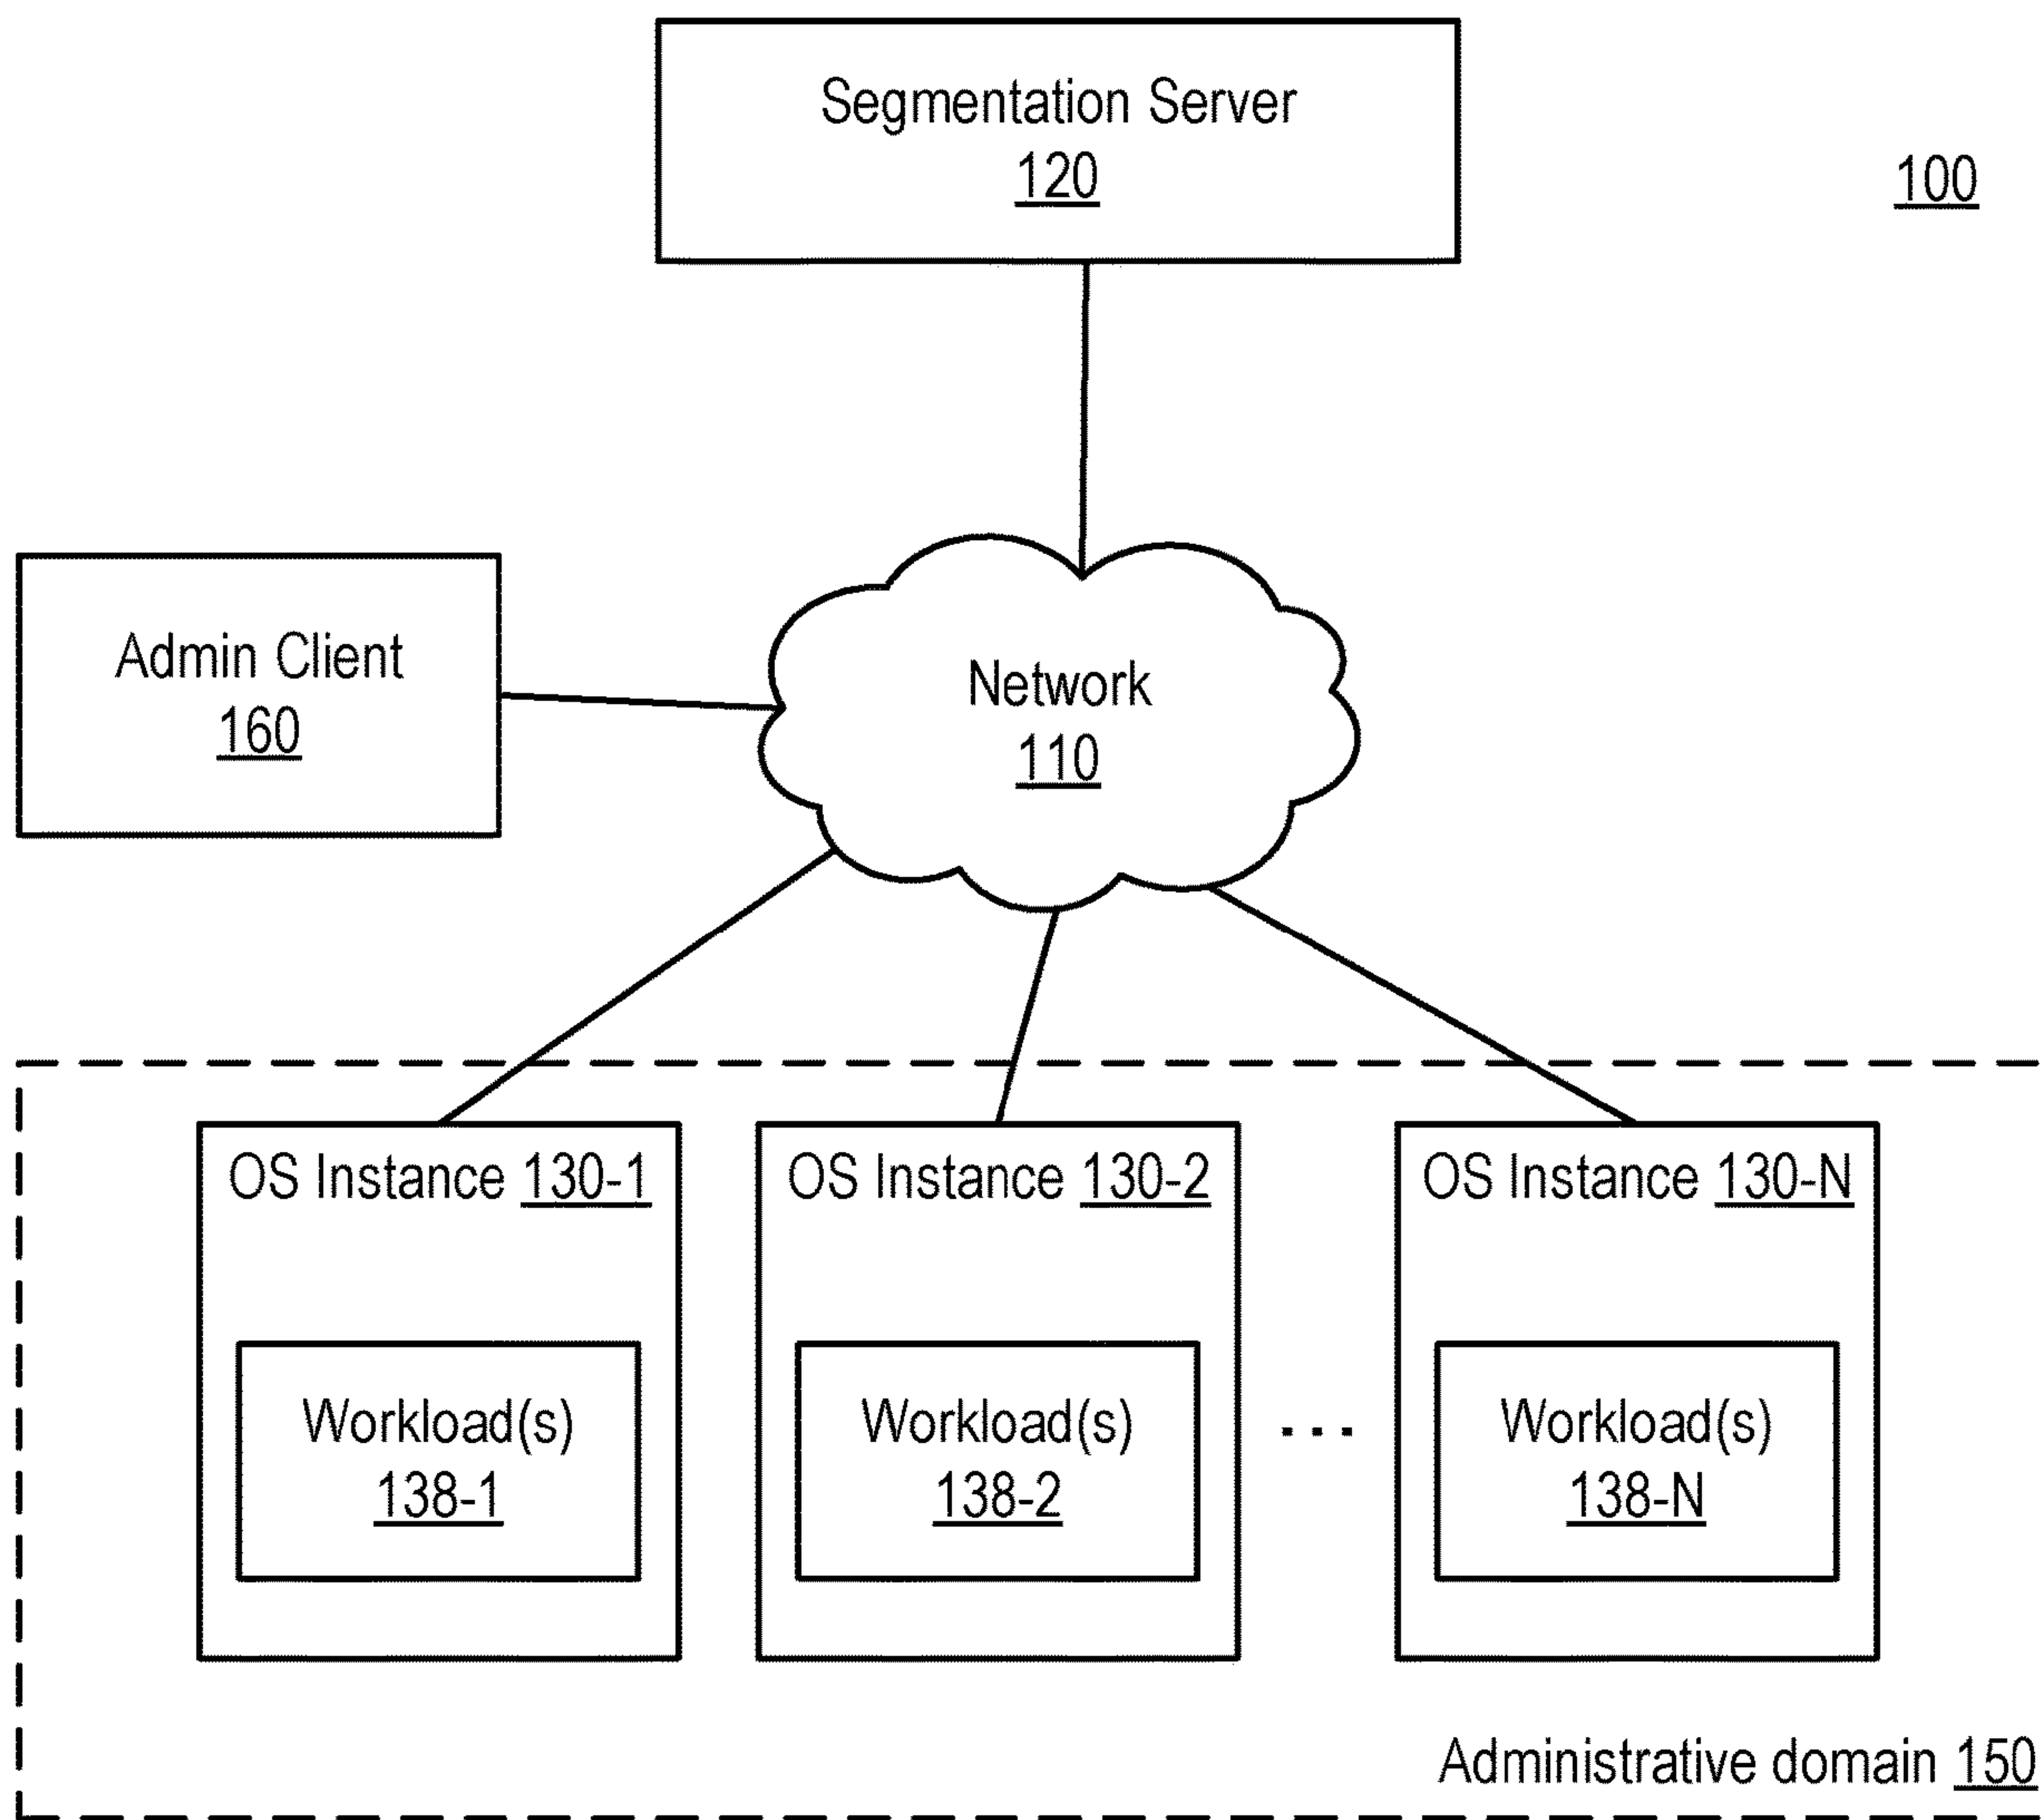 Segmentation Server
120
100
Admin Client
160
Network
110
OS Instance 130-1
OS Instance 130-2
OS Instance 130-N
Workload(s)
138-1
Workload(s)
138-2
...
Workload(s)
138-N
Administrative domain 150